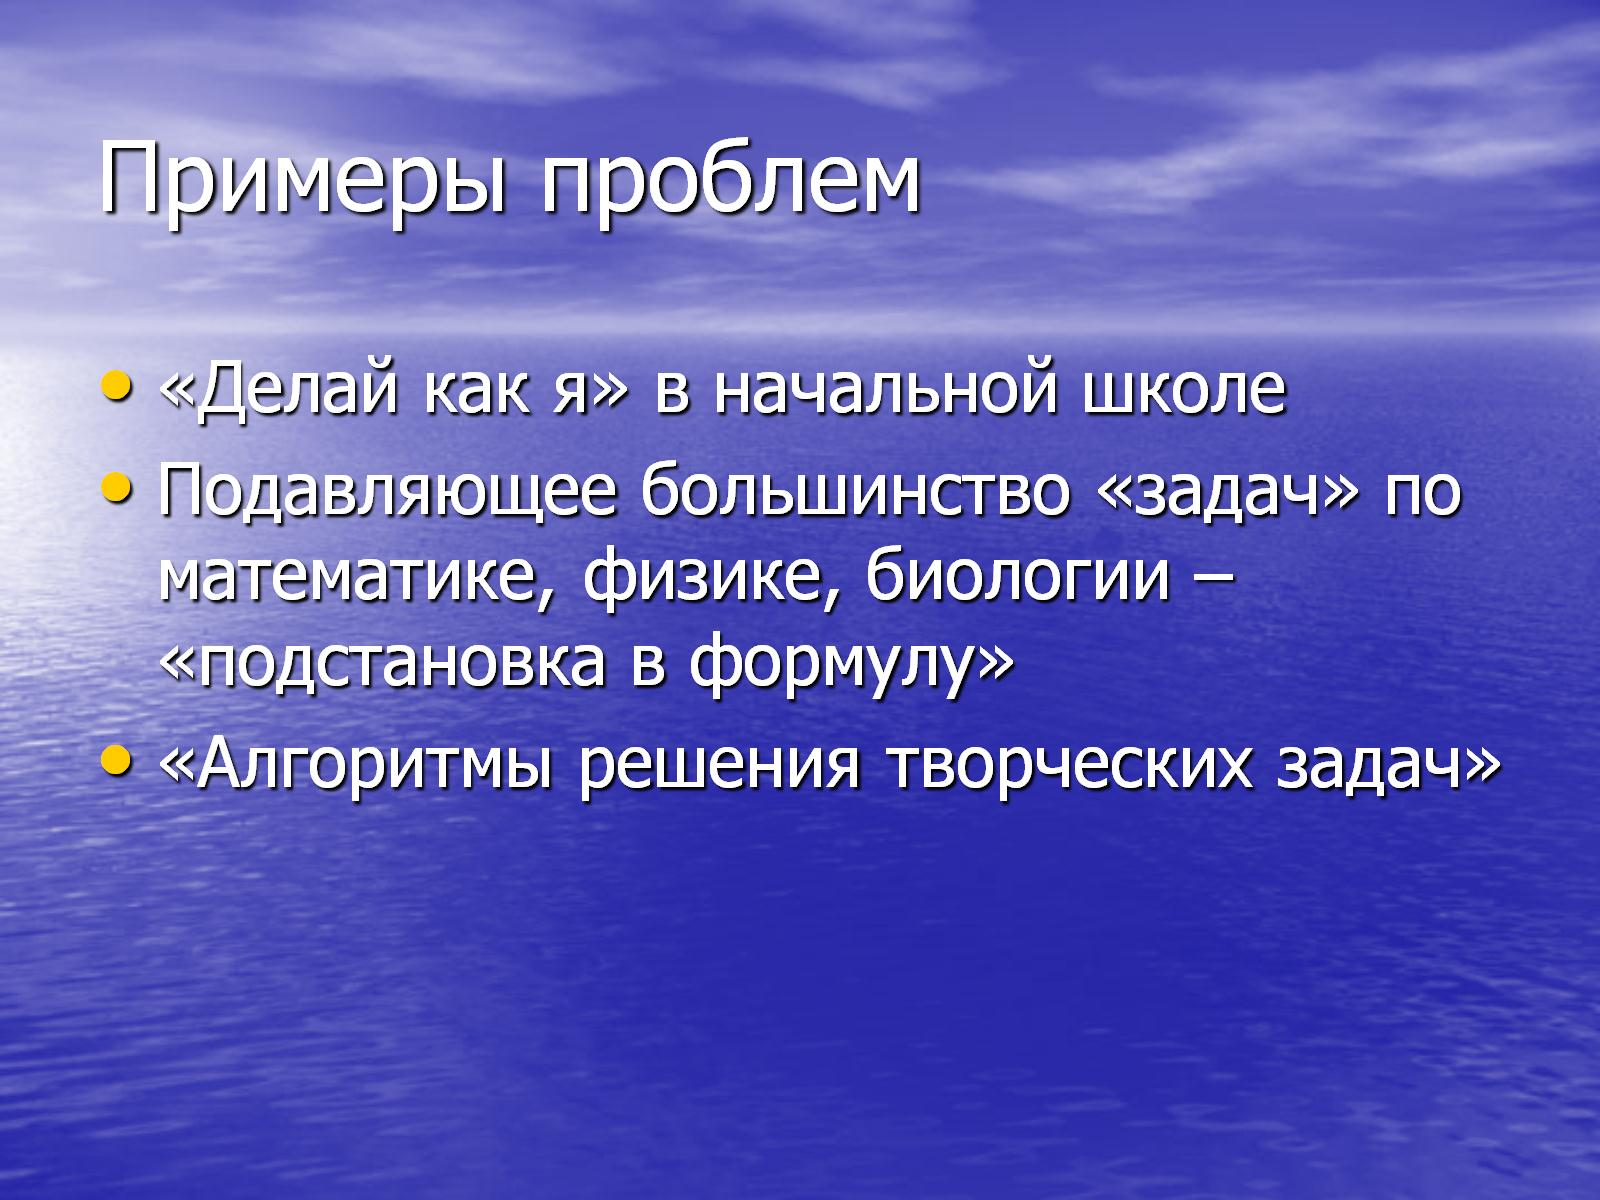 Примеры проблем
• «Делай как я» в начальной школе
• Подавляющее большинство «задач» по
математике, физике, биологии –
«подстановка в формулу»
• «Алгоритмы решения творческих задач»